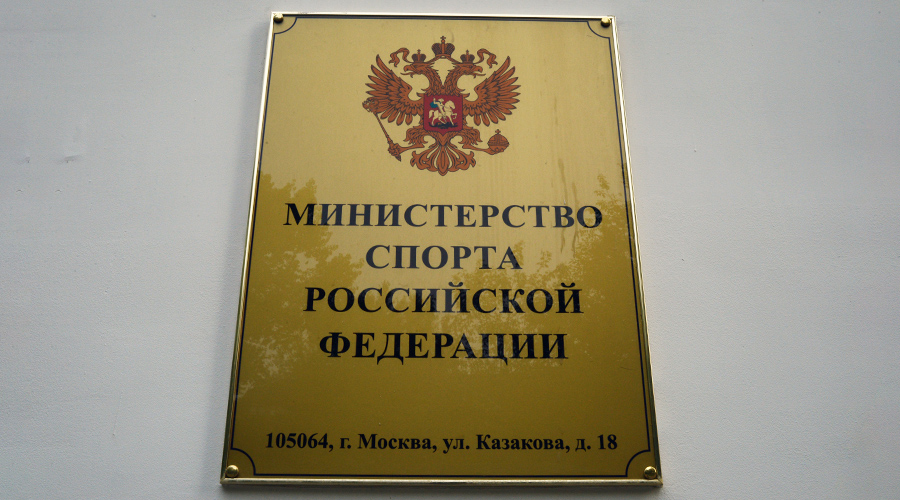 МИНИСТЕРСТВО
СПОРТА
РОССИЙСКОЙ
ФЕДЕРАЦИИ
105064, г. Москва, ул. Казакова, д. 18